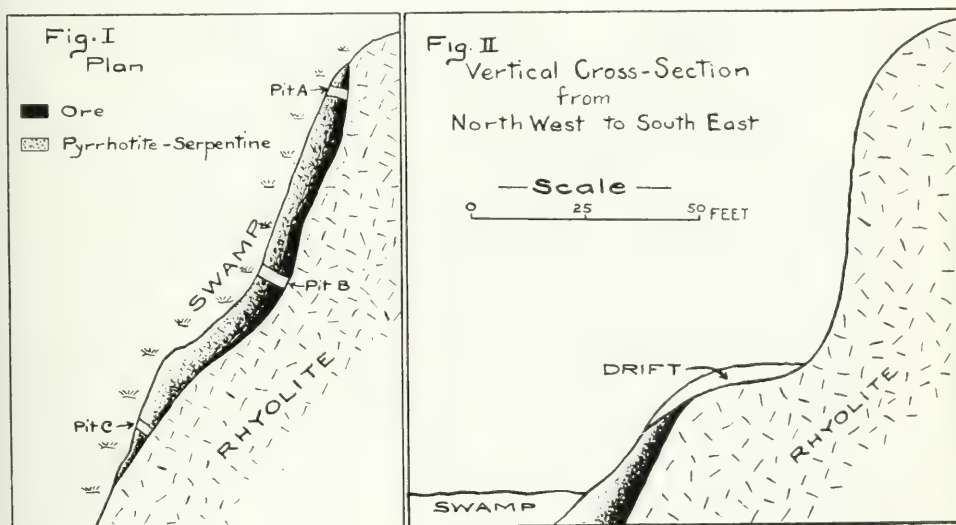 Fig. I
Plan
Ore
Pyrrhotite-Serpentine
Pit A
SWAMP
Pit B
Pit C
RHYOLITE
Fig. II
Vertical Cross-Section
from
North West to South East
Scale
0 25 50 FEET
DRIFT
RHYOLITE
SWAMP